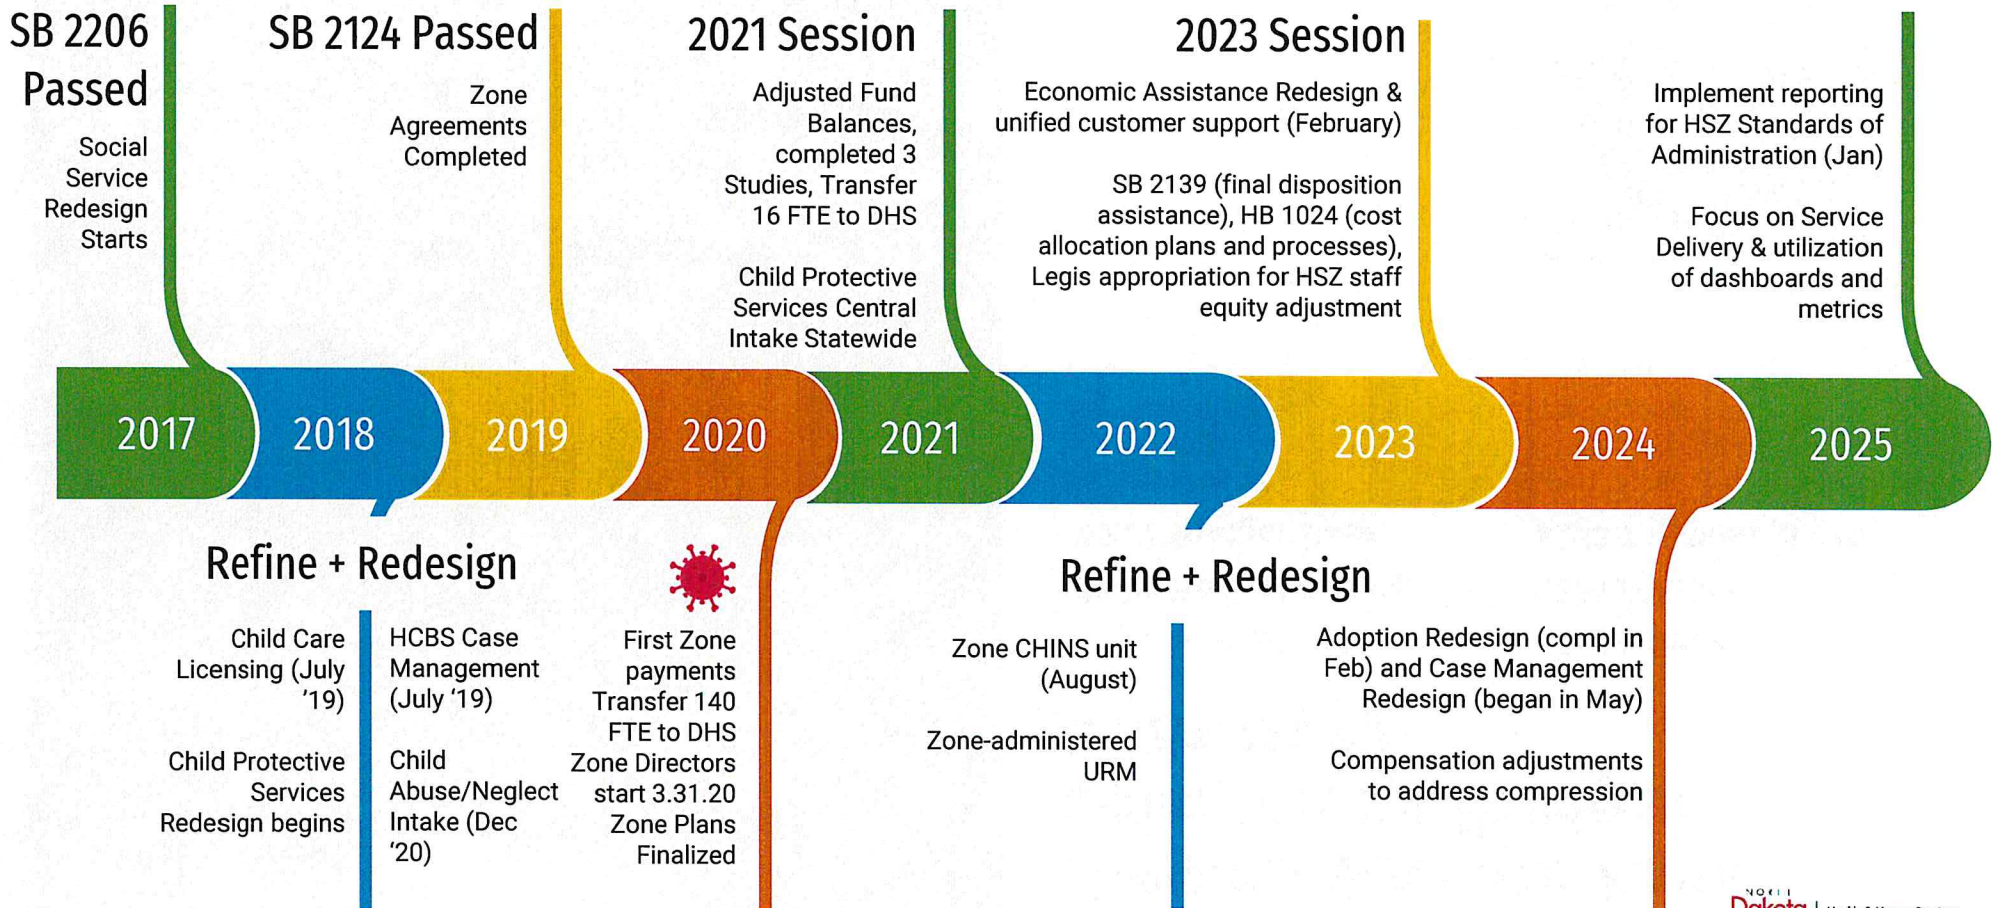 SB 2206
Passed
Social
Service
Redesign
Starts
SB 2124 Passed
Zone
Agreements
Completed
2021 Session
Adjusted Fund
Balances,
completed 3
Studies, Transfer
16 FTE to DHS
Child Protective
Services Central
Intake Statewide
2023 Session
Economic Assistance Redesign &
unified customer support (February)
SB 2139 (final disposition
assistance), HB 1024 (cost
allocation plans and processes),
Legis appropriation for HSZ staff
equity adjustment
Implement reporting
for HSZ Standards of
Administration (Jan)
Focus on Service
Delivery & utilization
of dashboards and
metrics
2017
2018
2019
2020
2021
2022
2023
2024
2025
Refine + Redesign
Child Care
Licensing (July
'19)
Child Protective
Services
Redesign begins
HCBS Case
Management
(July '19)
Child
Abuse/Neglect
Intake (Dec
'20)
First Zone
payments
Transfer 140
FTE to DHS
Zone Directors
start 3.31.20
Zone Plans
Finalized
Refine + Redesign
Zone CHINS unit
(August)
Zone-administered
URM
Adoption Redesign (compl in
Feb) and Case Management
Redesign (began in May)
Compensation adjustments
to address compression
Dakota